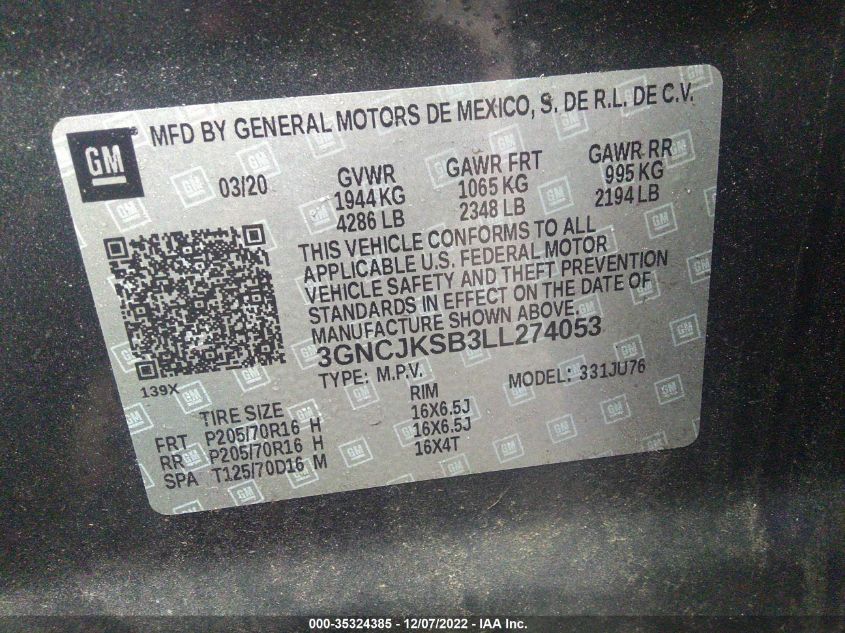 GM
MFD BY GENERAL MOTORS DE MEXICO, S. DE R.L. DE C.V.
03/20
GVWR GAWR FRT GAWR RR
1944 KG 1065 KG 995 KG
4286 LB 2348 LB 2194 LB
THIS VEHICLE CONFORMS TO ALL
APPLICABLE U.S. FEDERAL MOTOR
VEHICLE SAFETY AND THEFT PREVENTION
STANDARDS IN EFFECT ON THE DATE OF
MANUFACTURE SHOWN ABOVE.
3GNCJKSB3LL274053
TYPE: M.P.V. MODEL: 331JU76
139X
TIRE SIZE RIM
FRT P205/70R16 H 16X6.5J
RR P205/70R16 H 16X6.5J
SPA T125/70D16 M 16X4T
000-35324385 - 12/07/2022 - IAA Inc.